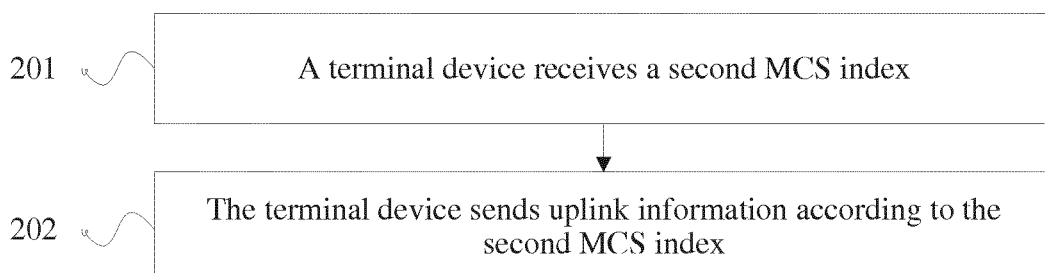 201
A terminal device receives a second MCS index
202
The terminal device sends uplink information according to the
second MCS index